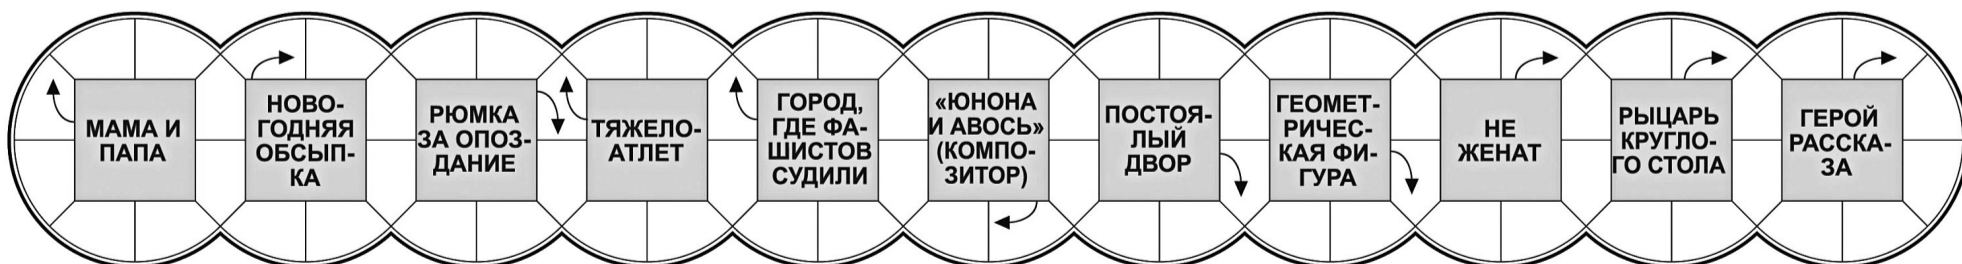 МАМА И
ПАПА
НОВО-
ГОДНЯЯ
ОБСЫП-
КА
РЮМКА
ЗА ОПОЗ-
ДАНИЕ
ТЯЖЕЛО-
АТЛЕТ
ГОРОД,
ГДЕ ФА-
ШИСТОВ
СУДИЛИ
«ЮНОНА
И АВОСЬ»
(КОМПО-
ЗИТОР)
ПОСТОЯ-
ЛЫЙ
ДВОР
ГЕОМЕТ-
РИЧЕС-
КАЯ ФИ-
ГУРА
НЕ
ЖЕНАТ
РЫЦАРЬ
КРУГЛО-
ГО СТОЛА
ГЕРОЙ
РАССКА-
ЗА